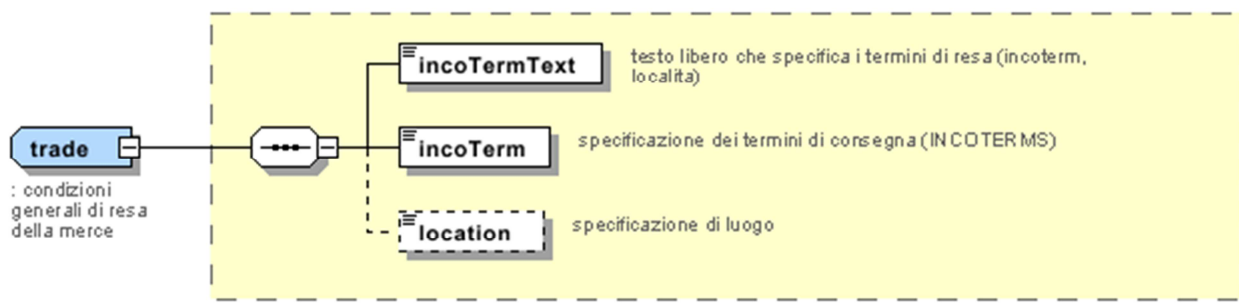 incoTermText
testo libero che specifica i termini di resa (incoterm,
localita)
trade
incoTerm
specificazione dei termini di consegna (INCOTERMS)
: condizioni
generali di resa
della merce
location
specificazione di luogo